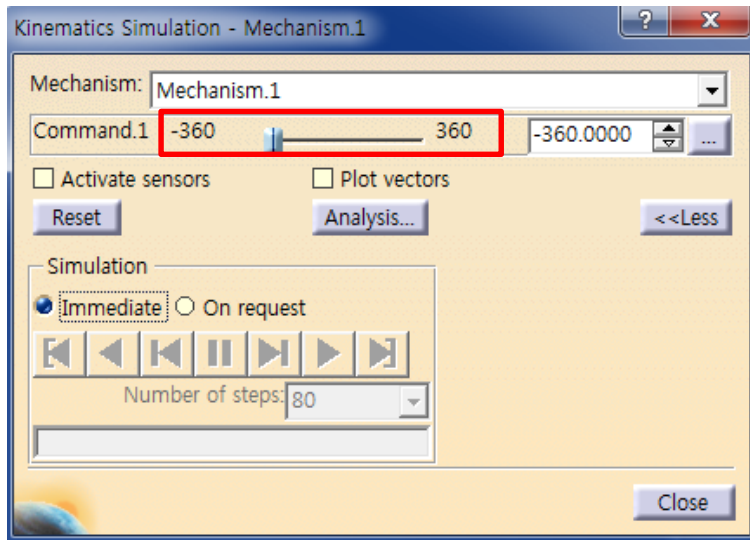 Kinematics Simulation - Mechanism.1
? X
Mechanism: Mechanism.1
Command.1 -360 360 -360.0000 ...
Activate sensors Plot vectors
Reset Analysis... <<Less
Simulation
Immediate On request
Number of steps: 80
Close